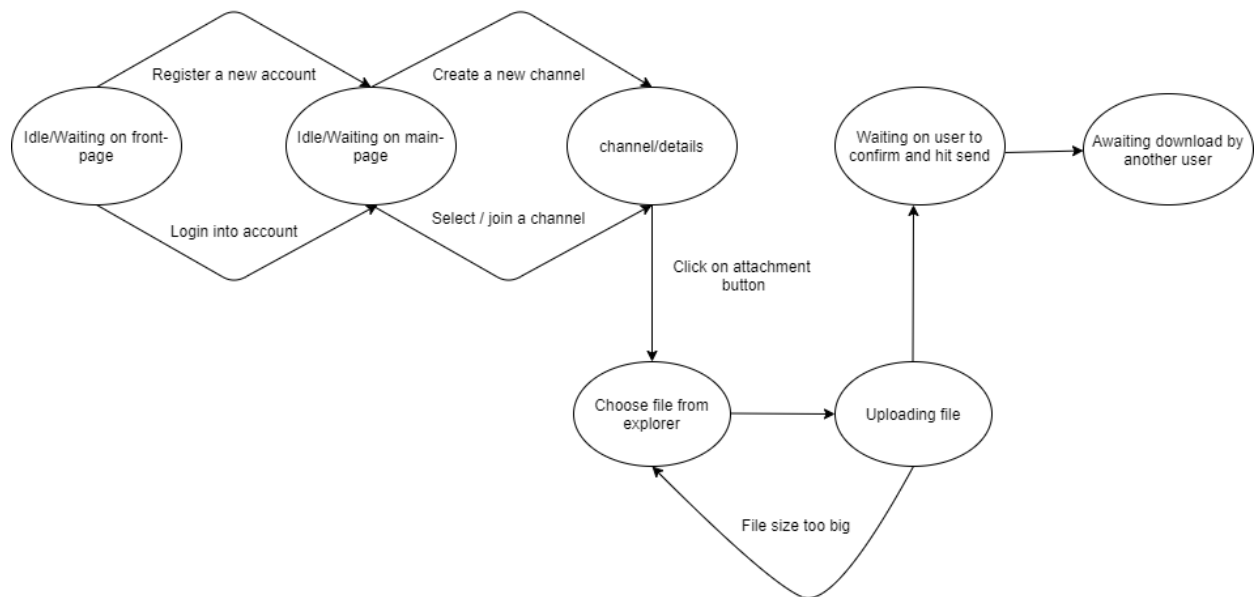 Register a new account
Create a new channel
Idle/Waiting on front-
page
Idle/Waiting on main-
page
channel/details
Waiting on user to
confirm and hit send
Awaiting download by
another user
Login into account
Select / join a channel
Click on attachment
button
Choose file from
explorer
Uploading file
File size too big